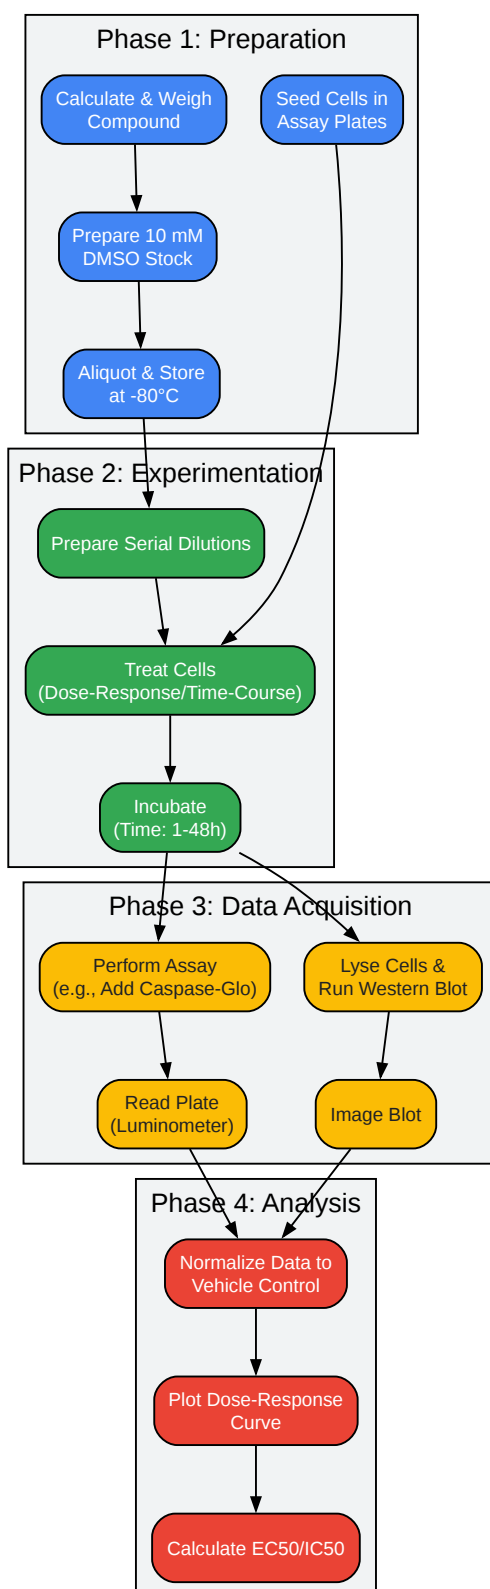 Phase 1: Preparation
Calculate & Weigh
Compound
Seed Cells in
Assay Plates
Prepare 10 mM
DMSO Stock
Aliquot & Store
at -80°C
Phase 2: Experimentation
Prepare Serial Dilutions
Treat Cells
(Dose-Response/Time-Course)
Incubate
(Time: 1-48h)
Phase 3: Data Acquisition
Perform Assay
(e.g., Add Caspase-Glo)
Lyse Cells &
Run Western Blot
Read Plate
(Luminometer)
Image Blot
Phase 4: Analysis
Normalize Data to
Vehicle Control
Plot Dose-Response
Curve
Calculate EC50/IC50